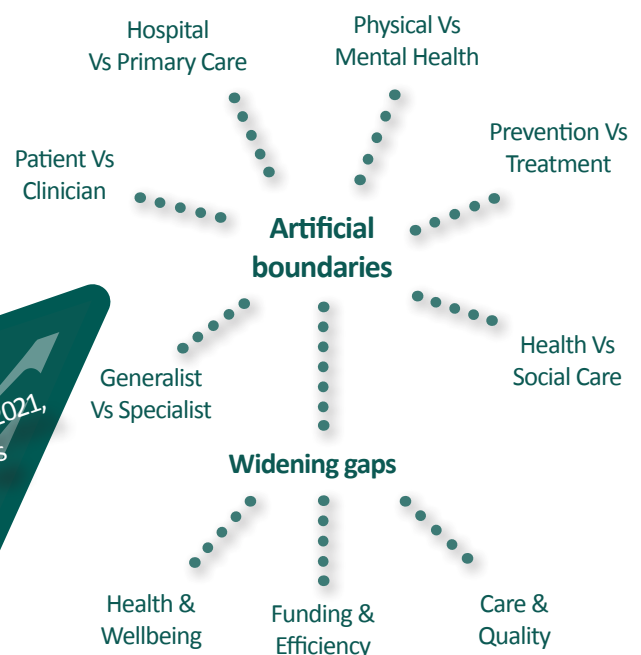 Hospital
Vs Primary Care
Physical Vs
Mental Health
Patient Vs
Clinician
Prevention Vs
Treatment
Artificial
boundaries
Generalist
Vs Specialist
Health Vs
Social Care
2021,
Widening gaps
Health &
Wellbeing
Funding &
Efficiency
Care &
Quality